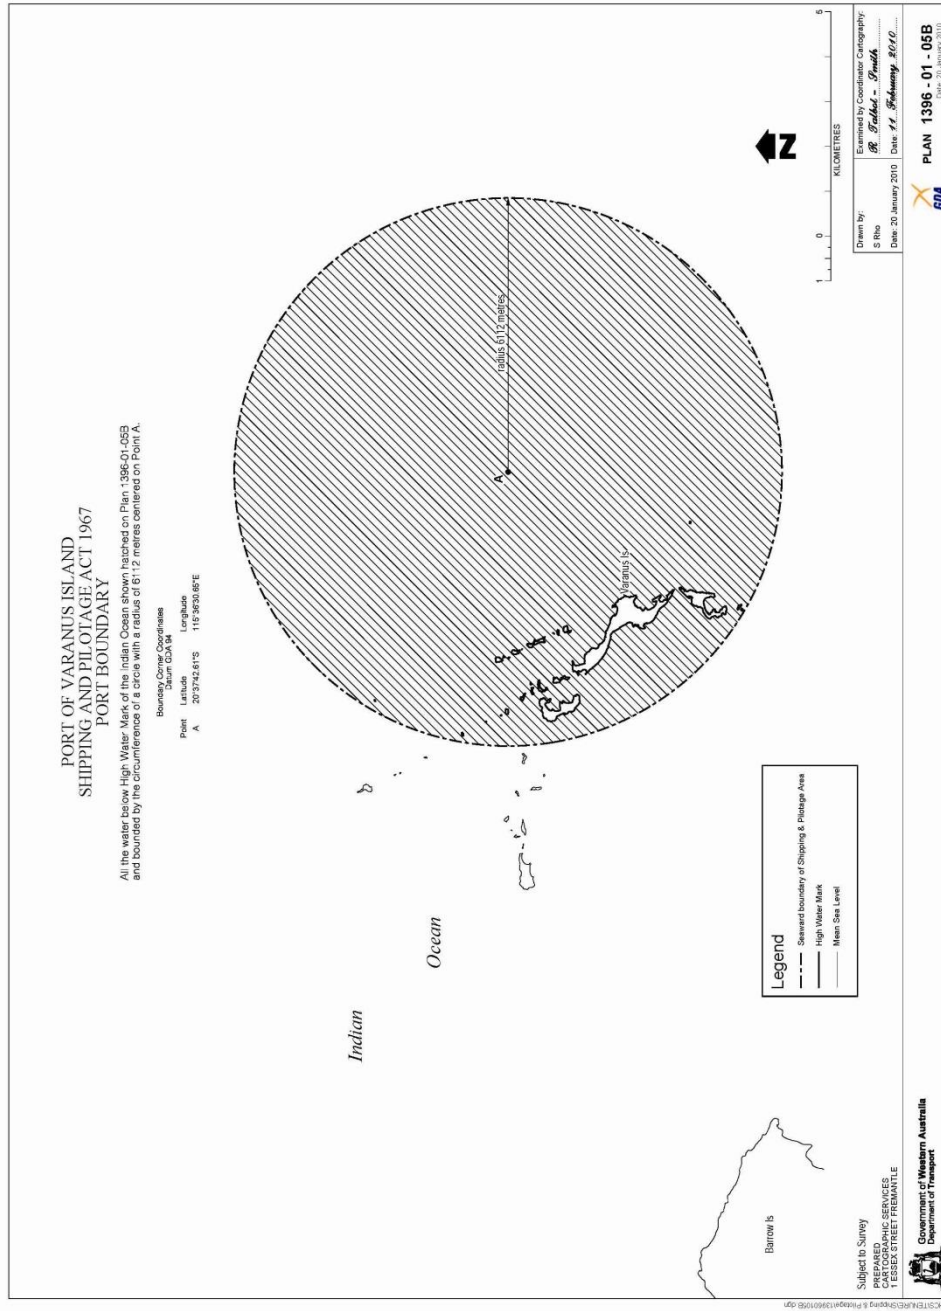 PORT OF VARANUS ISLAND
SHIPPING AND PILOTAGE ACT 1967
PORT BOUNDARY
All the water below High Water Mark of the Indian Ocean shown hatched on Plan 1396-01-05B
and bounded by the circumference of a circle with a radius of 6112 metres centered on Point A.
Boundary Corner Coordinates
Datum GDA 94
Point Latitude Longitude
A 20°37'42.61"S 115°36'30.65"E
Indian
Ocean
A
radius 6112 metres
Varanus Is
Barrow Is
N
Legend
Seaward boundary of Shipping & Pilotage Area
High Water Mark
Mean Sea Level
1 0 5
KILOMETRES
Subject to Survey
PREPARED
CARTOGRAPHIC SERVICES
1 ESSEX STREET FREMANTLE
Drawn by:
S Rho
Date: 20 January 2010
Examined by Coordinator Cartography:
R Talbot - Smith
Date: 11 February 2010
Government of Western Australia
Department of Transport
GDA
PLAN 1396 - 01 - 05B
Date: 20 January 2010